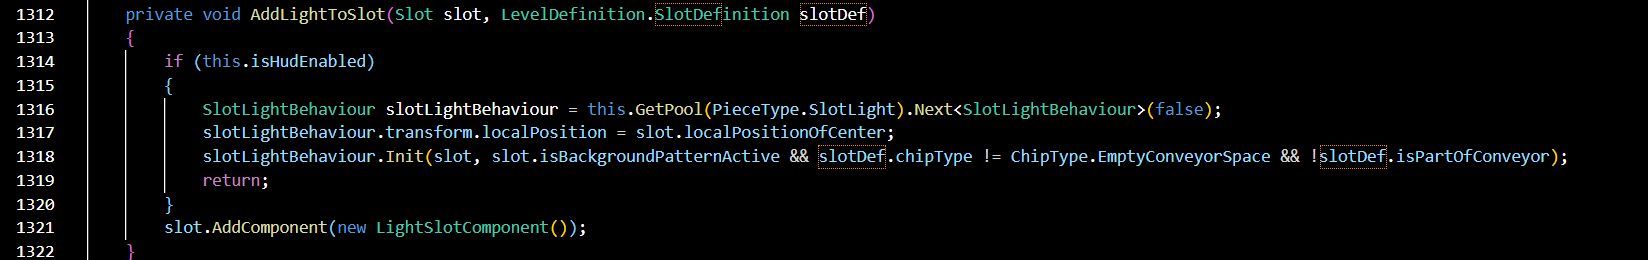 1312 private void AddLightToSlot(Slot slot, LevelDefinition.SlotDefinition slotDef)
1313 {
1314 if (this.isHudEnabled)
1315 {
1316 SlotLightBehaviour slotLightBehaviour = this.GetPool(PieceType.SlotLight).Next<SlotLightBehaviour>(false);
1317 slotLightBehaviour.transform.localPosition = slot.localPositionOfCenter;
1318 slotLightBehaviour.Init(slot, slot.isBackgroundPatternActive && slotDef.chipType != ChipType.EmptyConveyorSpace && !slotDef.isPartOfConveyor);
1319 return;
1320 }
1321 slot.AddComponent(new LightSlotComponent());
1322 }